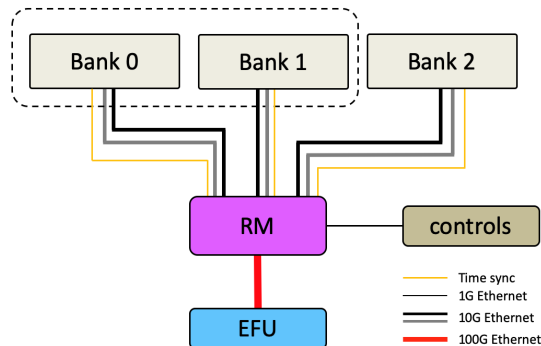 Bank 0
Bank 1
Bank 2
RM
controls
EFU
Time sync
1G Ethernet
10G Ethernet
100G Ethernet